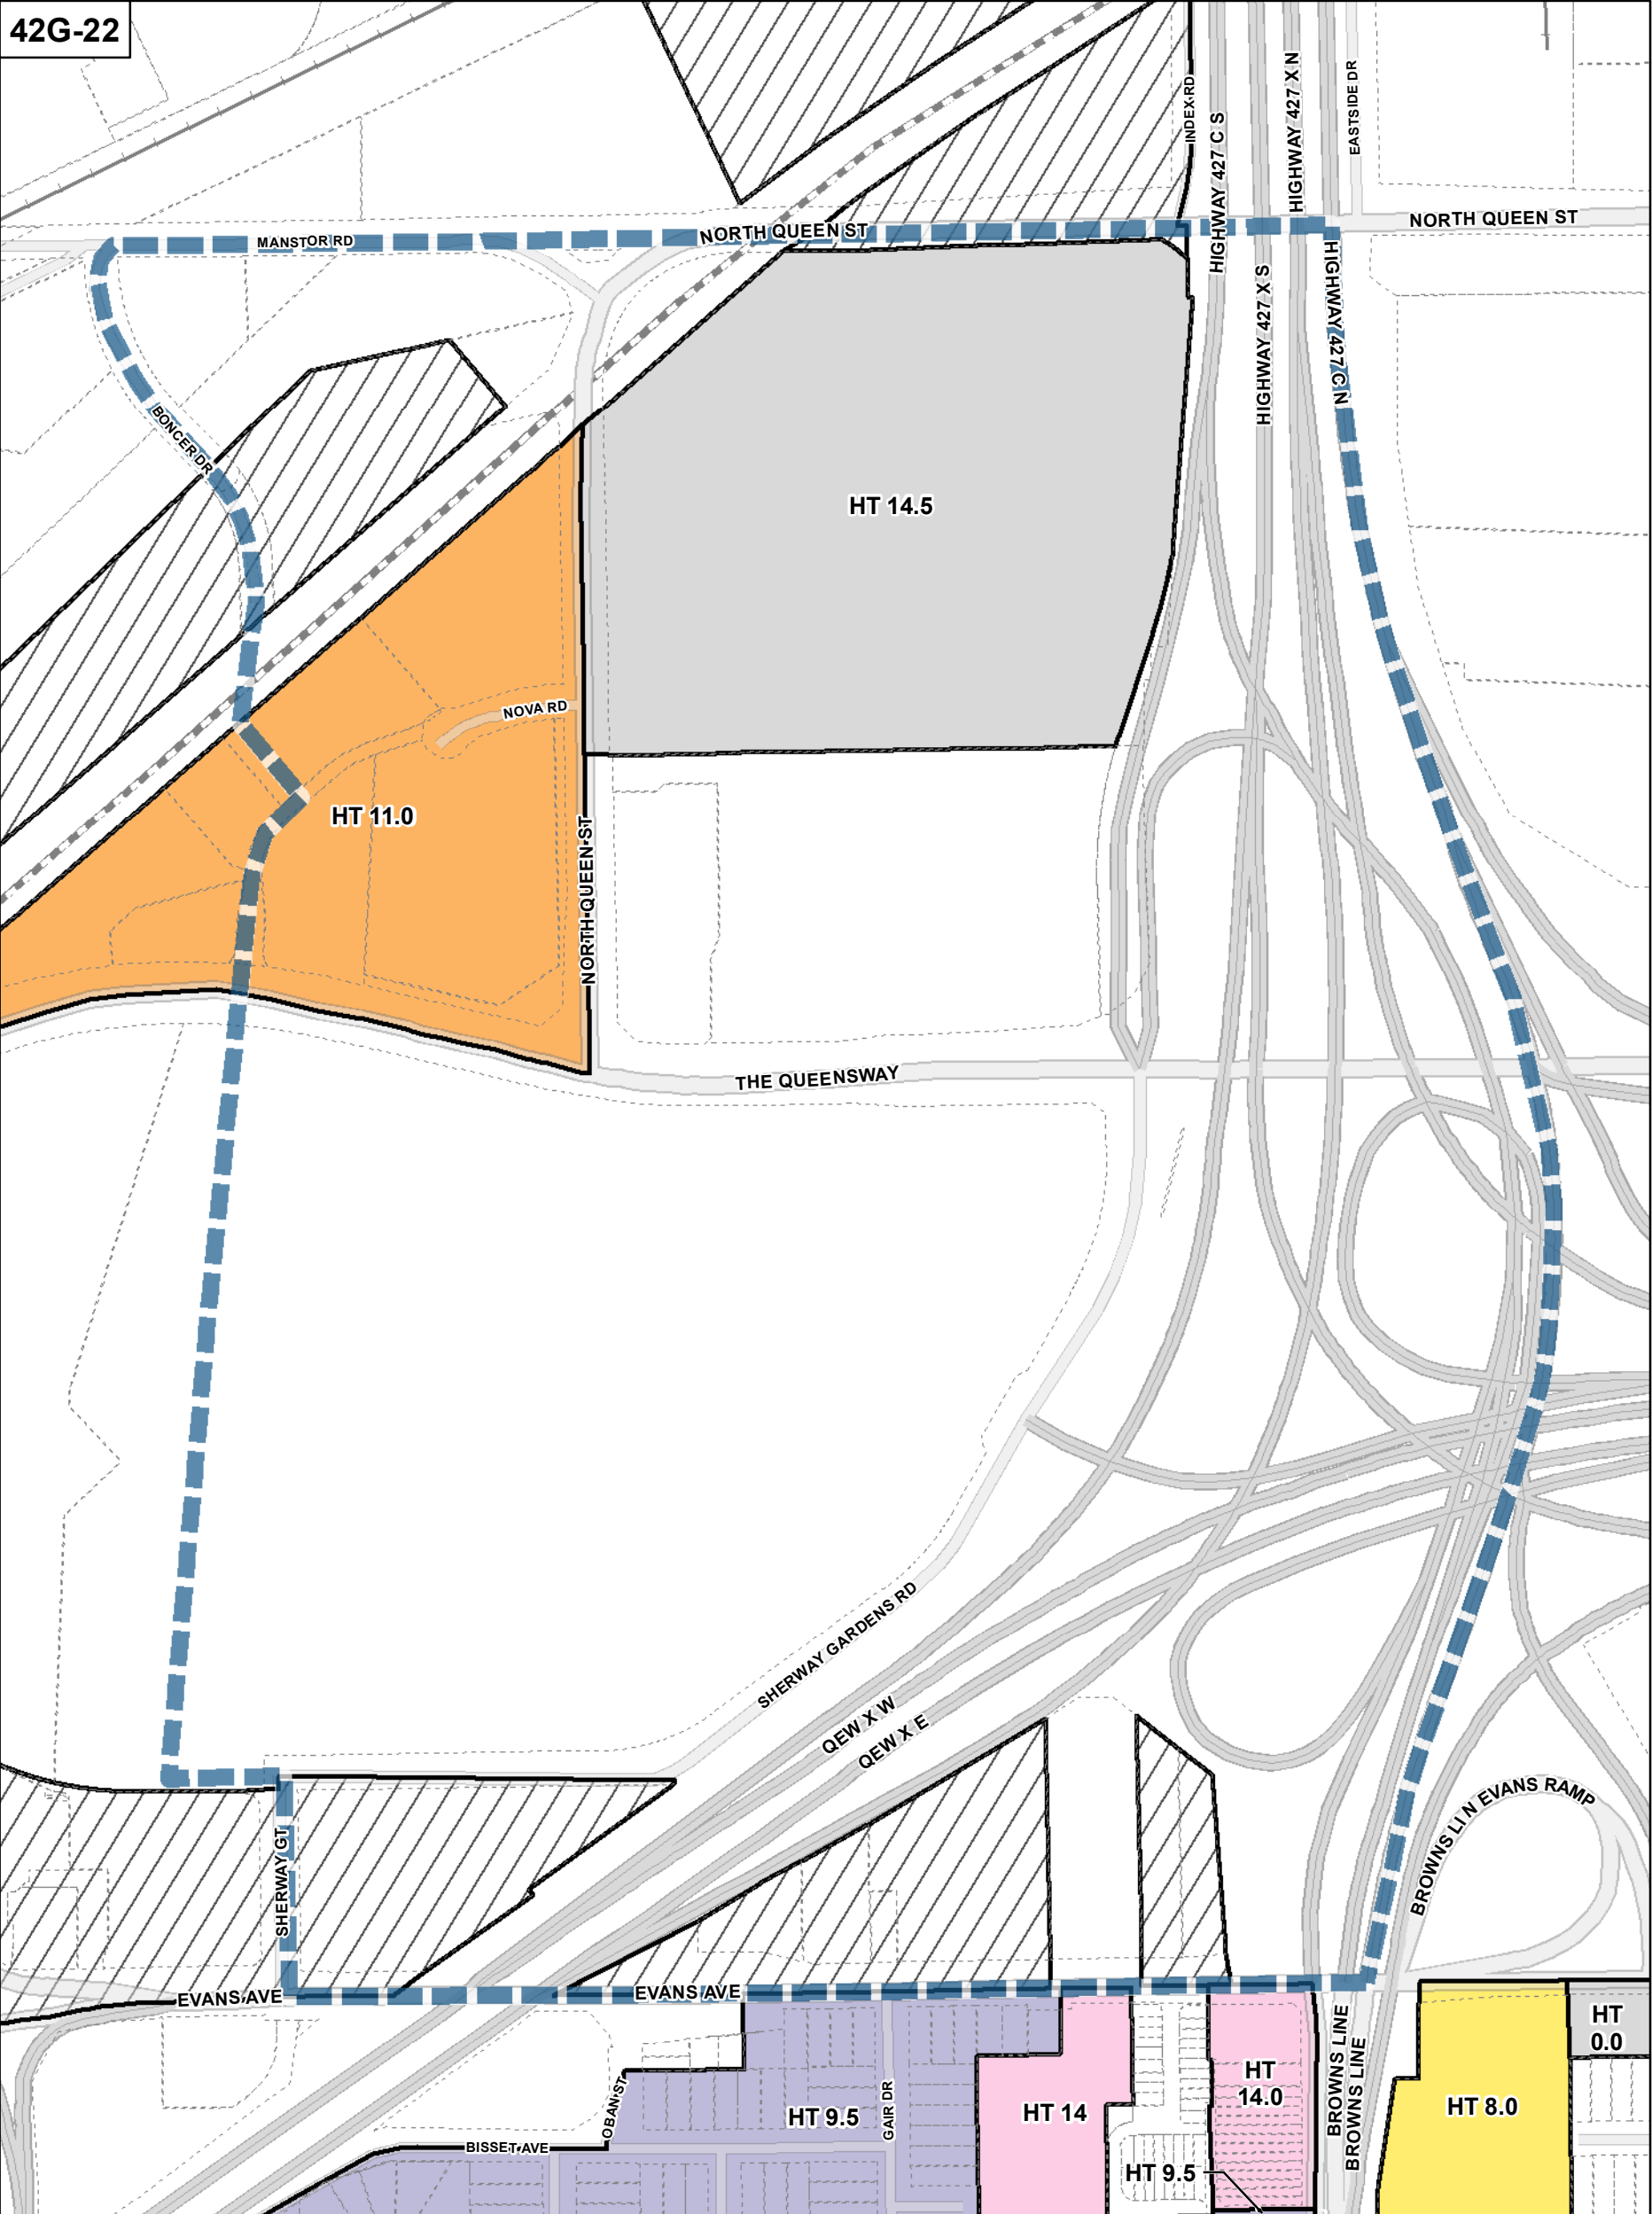 42G-22
INDEX RD
HIGHWAY 427 C S
HIGHWAY 427 X N
EASTSIDE DR
MANSTOR RD
NORTH QUEEN ST
NORTH QUEEN ST
HIGHWAY 427 X S
HIGHWAY 427 C N
BONCER DR
HT 14.5
NOVA RD
HT 11.0
NORTH QUEEN ST
THE QUEENSWAY
SHERWAY GARDENS RD
QEW X W
QEW X E
BROWNS LI N EVANS RAMP
SHERWAY GT
EVANS AVE
EVANS AVE
HT
0.0
BROWNS LINE
BROWNS LINE
HT
14.0
OBAN ST
GAIR DR
HT 9.5
HT 14
HT 8.0
BISSET AVE
HT 9.5